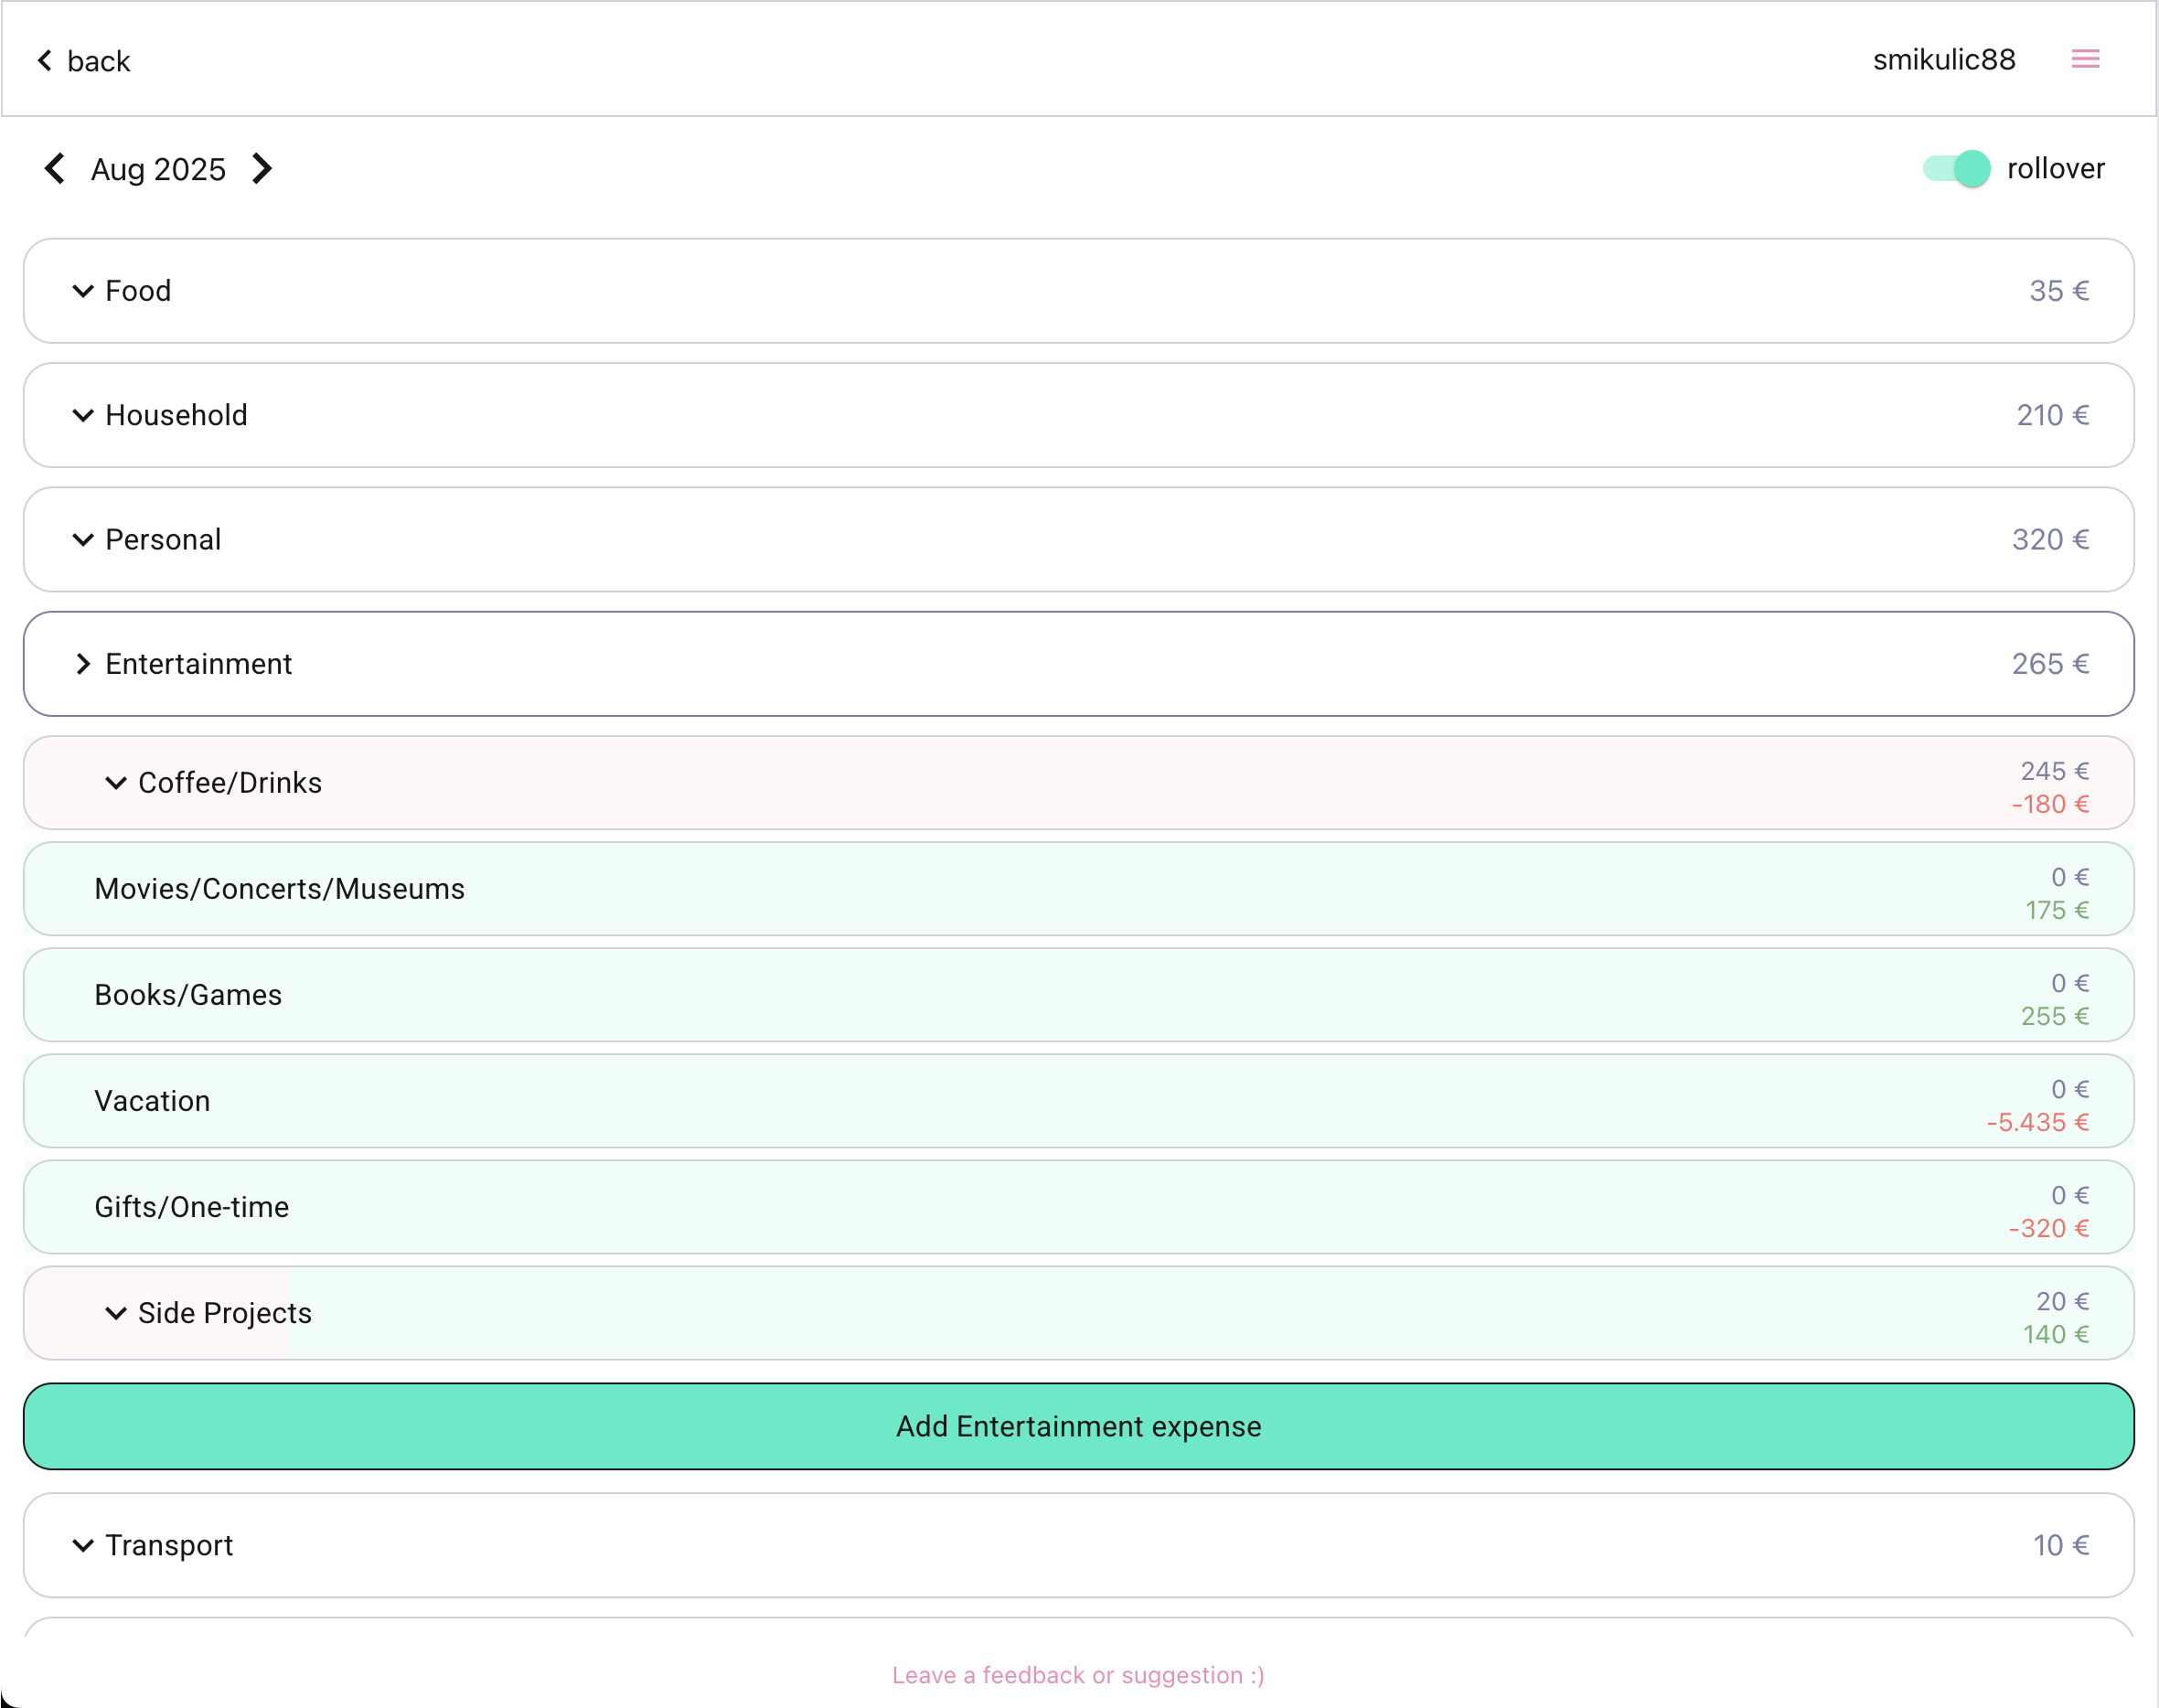 back
smikulic88
Aug 2025
rollover
Food 35 €
Household 210 €
Personal 320 €
Entertainment 265 €
Coffee/Drinks 245 €
-180 €
Movies/Concerts/Museums 0 €
175 €
Books/Games 0 €
255 €
Vacation 0 €
-5.435 €
Gifts/One-time 0 €
-320 €
Side Projects 20 €
140 €
Add Entertainment expense
Transport 10 €
Leave a feedback or suggestion :)